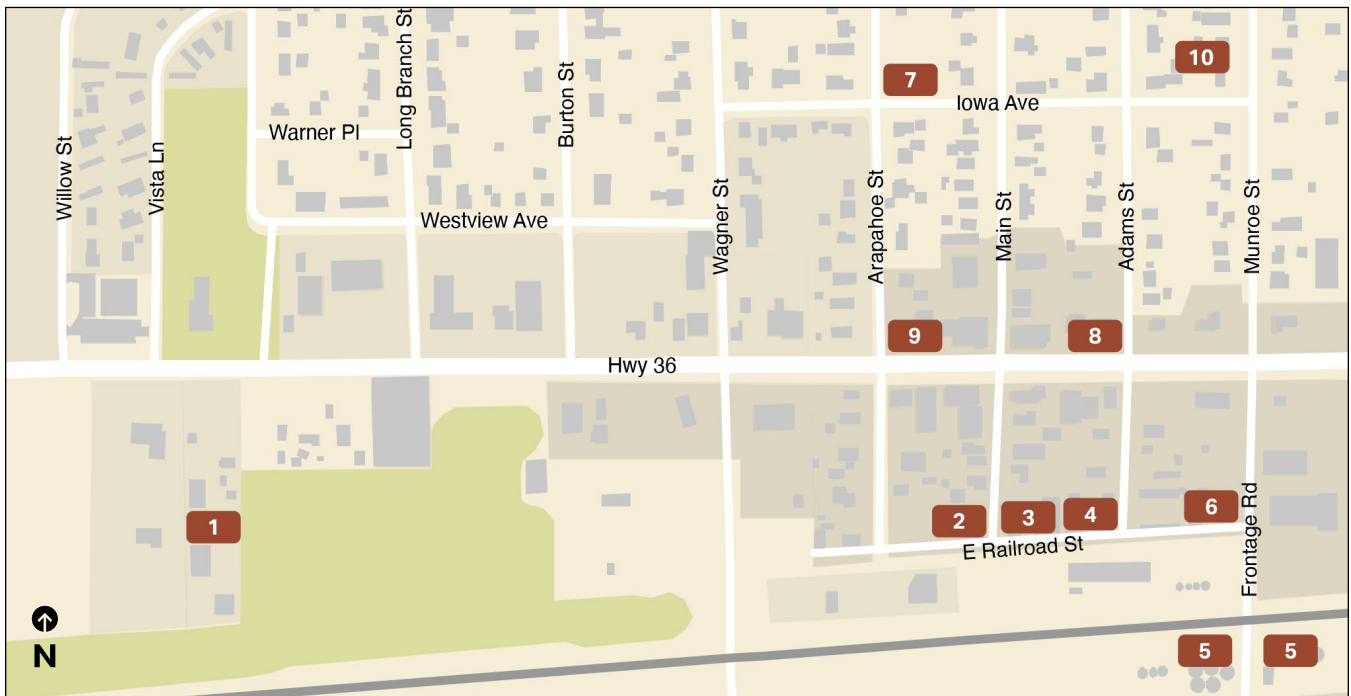 Long Branch St
10
7
Burton St
Iowa Ave
Warner Pl
Willow St
Vista Ln
Wagner St
Arapahoe St
Main St
Adams St
Munroe St
Westview Ave
9
8
Hwy 36
1
2
3
4
6
Frontage Rd
E Railroad St
N
5
5